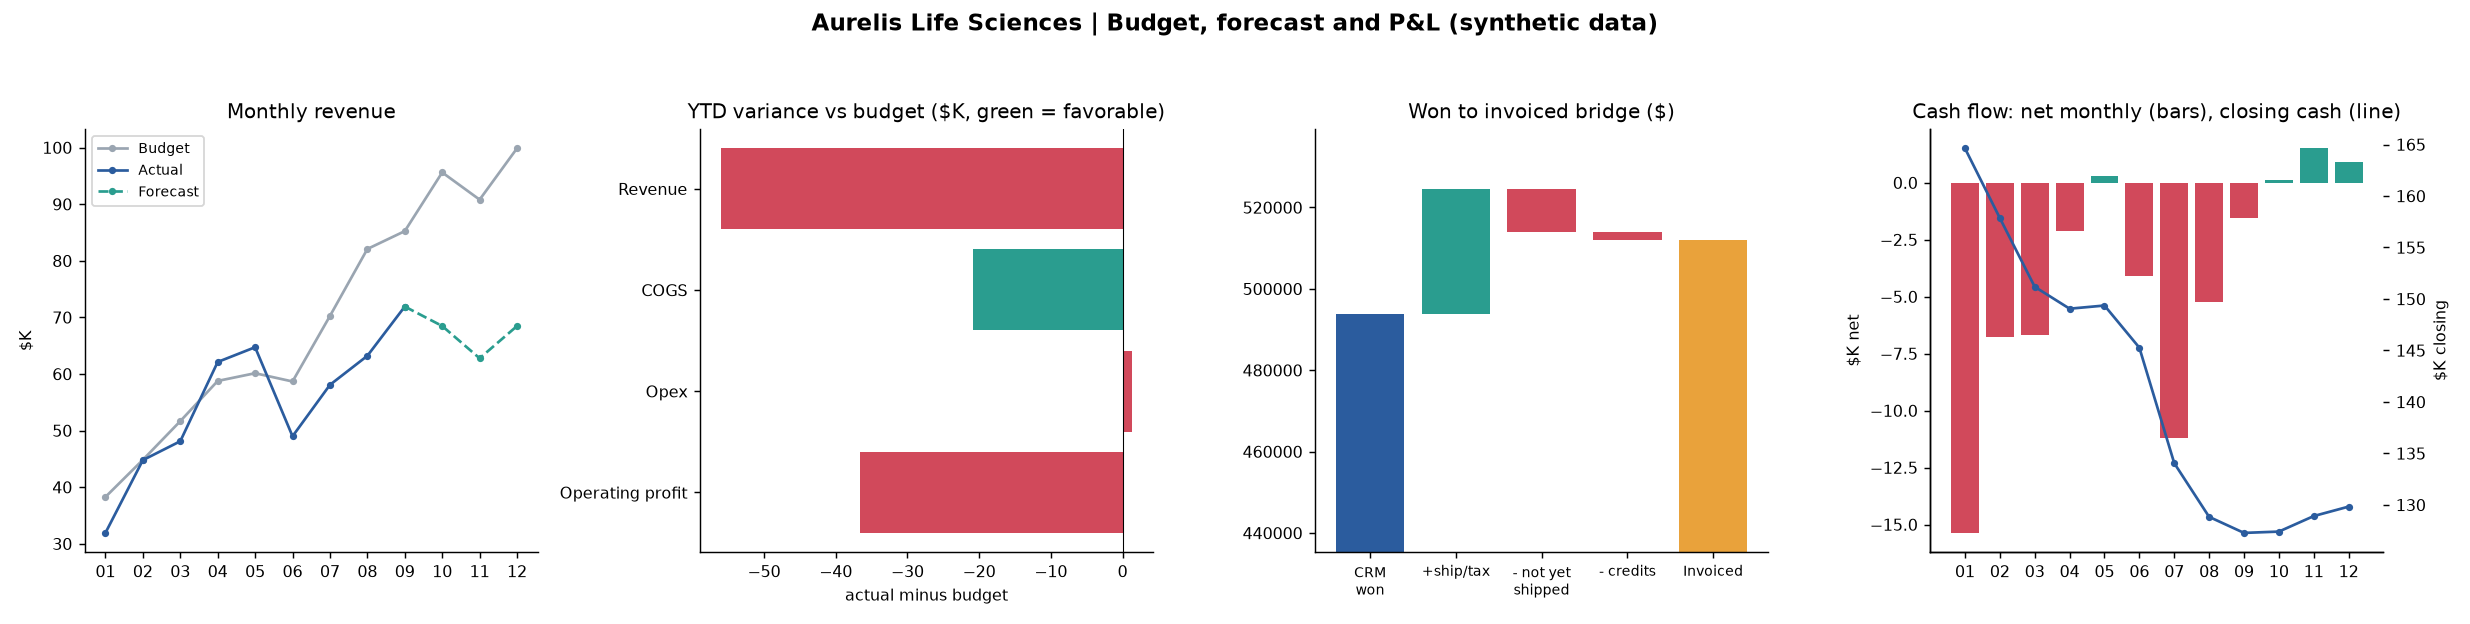 Aurelis Life Sciences | Budget, forecast and P&L (synthetic data)
Monthly revenue
Budget
Actual
Forecast
$K
100
90
80
70
60
50
40
30
01 02 03 04 05 06 07 08 09 10 11 12
YTD variance vs budget ($K, green = favorable)
Revenue
COGS
Opex
Operating profit
−50 −40 −30 −20 −10 0
actual minus budget
Won to invoiced bridge ($)
520000
500000
480000
460000
440000
CRM
won
+ship/tax
- not yet
shipped
- credits
Invoiced
Cash flow: net monthly (bars), closing cash (line)
$K net
0.0
−2.5
−5.0
−7.5
−10.0
−12.5
−15.0
01 02 03 04 05 06 07 08 09 10 11 12
165
160
155
150
145
140
135
130
$K closing